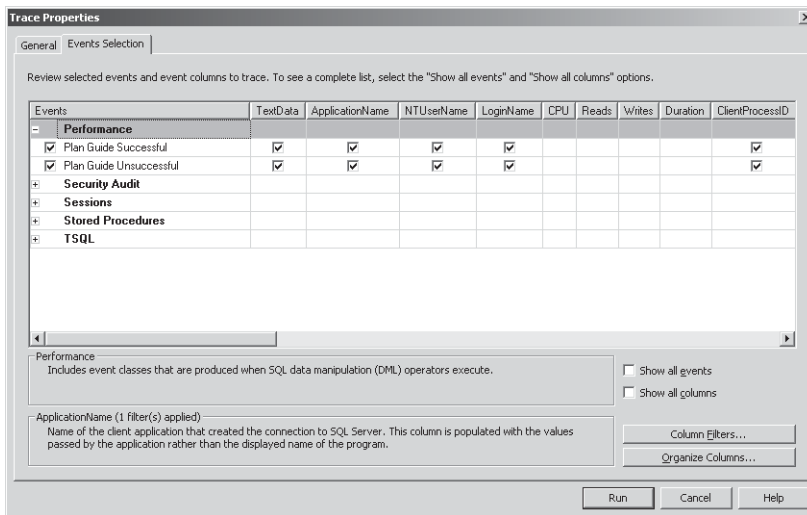 Trace Properties
General
Events Selection
Review selected events and event columns to trace. To see a complete list, select the "Show all events" and "Show all columns" options.
Events TextData ApplicationName NTUserName LoginName CPU Reads Writes Duration ClientProcessID
Performance
Plan Guide Successful
Plan Guide Unsuccessful
Security Audit
Sessions
Stored Procedures
TSQL
Performance
Includes event classes that are produced when SQL data manipulation (DML) operators execute.
Show all events
Show all columns
ApplicationName (1 filter(s) applied)
Name of the client application that created the connection to SQL Server. This column is populated with the values
passed by the application rather than the displayed name of the program.
Column Filters...
Organize Columns...
Run Cancel Help